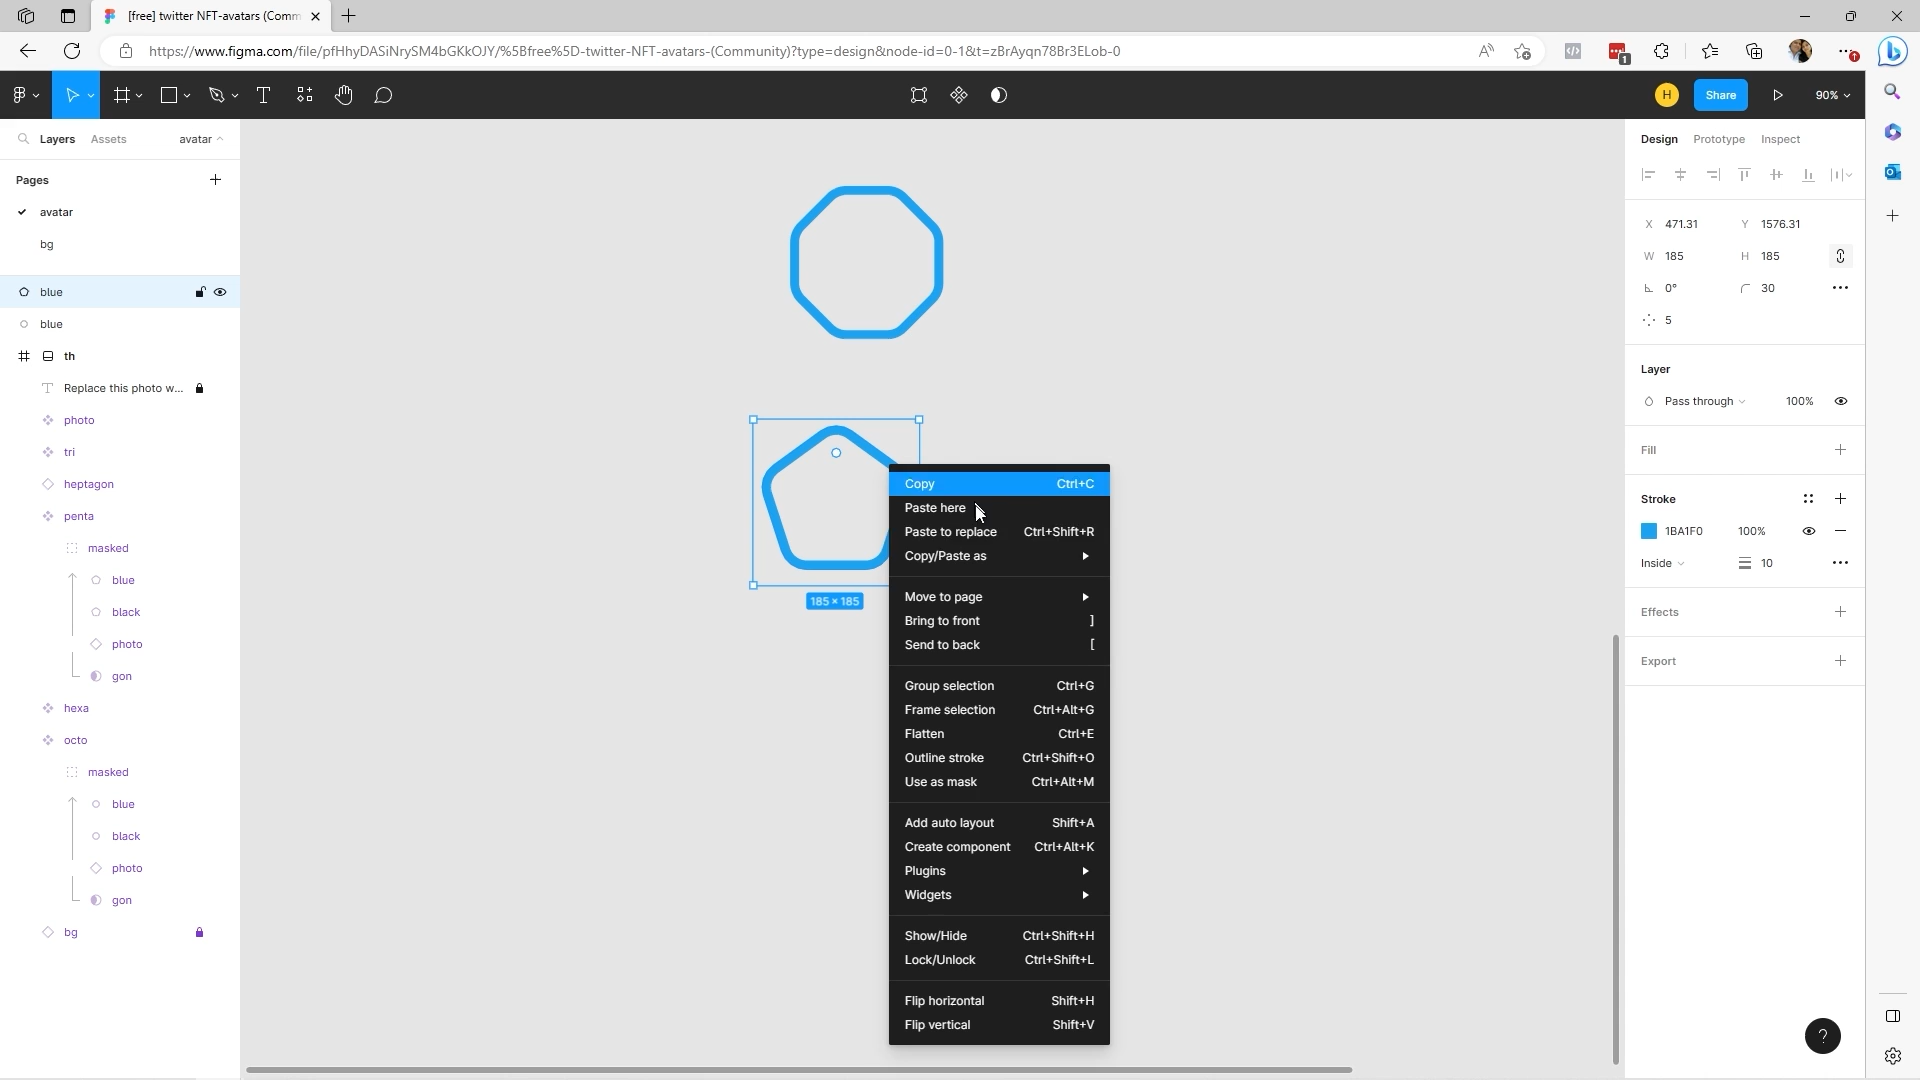 [free] twitter NFT-avatars (Comm
https://www.figma.com/file/pfHhyDASiNrySM4bGKkOJY/%5Bfree%5D-twitter-NFT-avatars-(Community)?type=design&node-id=0-1&t=zBrAyqn78Br3ELob-0
1
H
Share
90%
Layers
Assets
avatar
Pages
avatar
bg
blue
blue
th
Replace this photo w...
photo
tri
heptagon
penta
masked
blue
black
photo
gon
hexa
octo
masked
blue
black
photo
gon
bg
185 × 185
Copy Ctrl+C
Paste here
Paste to replace Ctrl+Shift+R
Copy/Paste as
Move to page
Bring to front ]
Send to back [
Group selection Ctrl+G
Frame selection Ctrl+Alt+G
Flatten Ctrl+E
Outline stroke Ctrl+Shift+O
Use as mask Ctrl+Alt+M
Add auto layout Shift+A
Create component Ctrl+Alt+K
Plugins
Widgets
Show/Hide Ctrl+Shift+H
Lock/Unlock Ctrl+Shift+L
Flip horizontal Shift+H
Flip vertical Shift+V
Design
Prototype
Inspect
X 471.31 Y 1576.31
W 185 H 185
0° 30
5
Layer
Pass through 100%
Fill
Stroke
1BA1F0 100%
Inside 10
Effects
Export
?